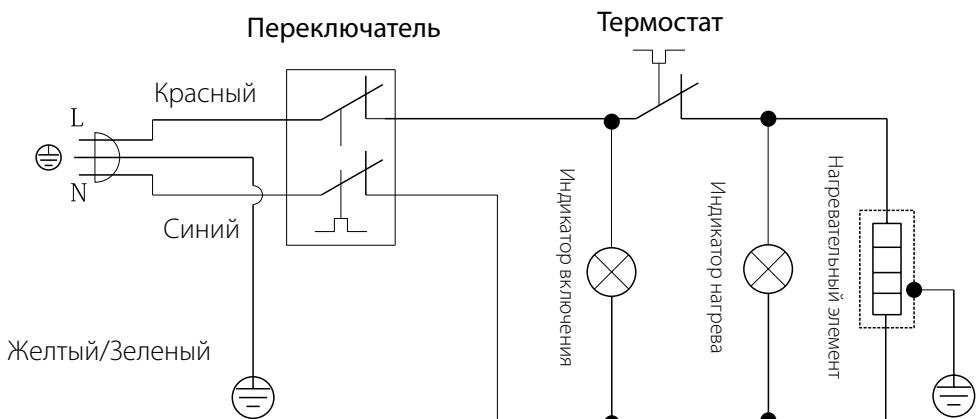 Переключатель
Термостат
Красный
L
N
Синий
Желтый/Зеленый
Индикатор включения
Индикатор нагрева
Нагревательный элемент